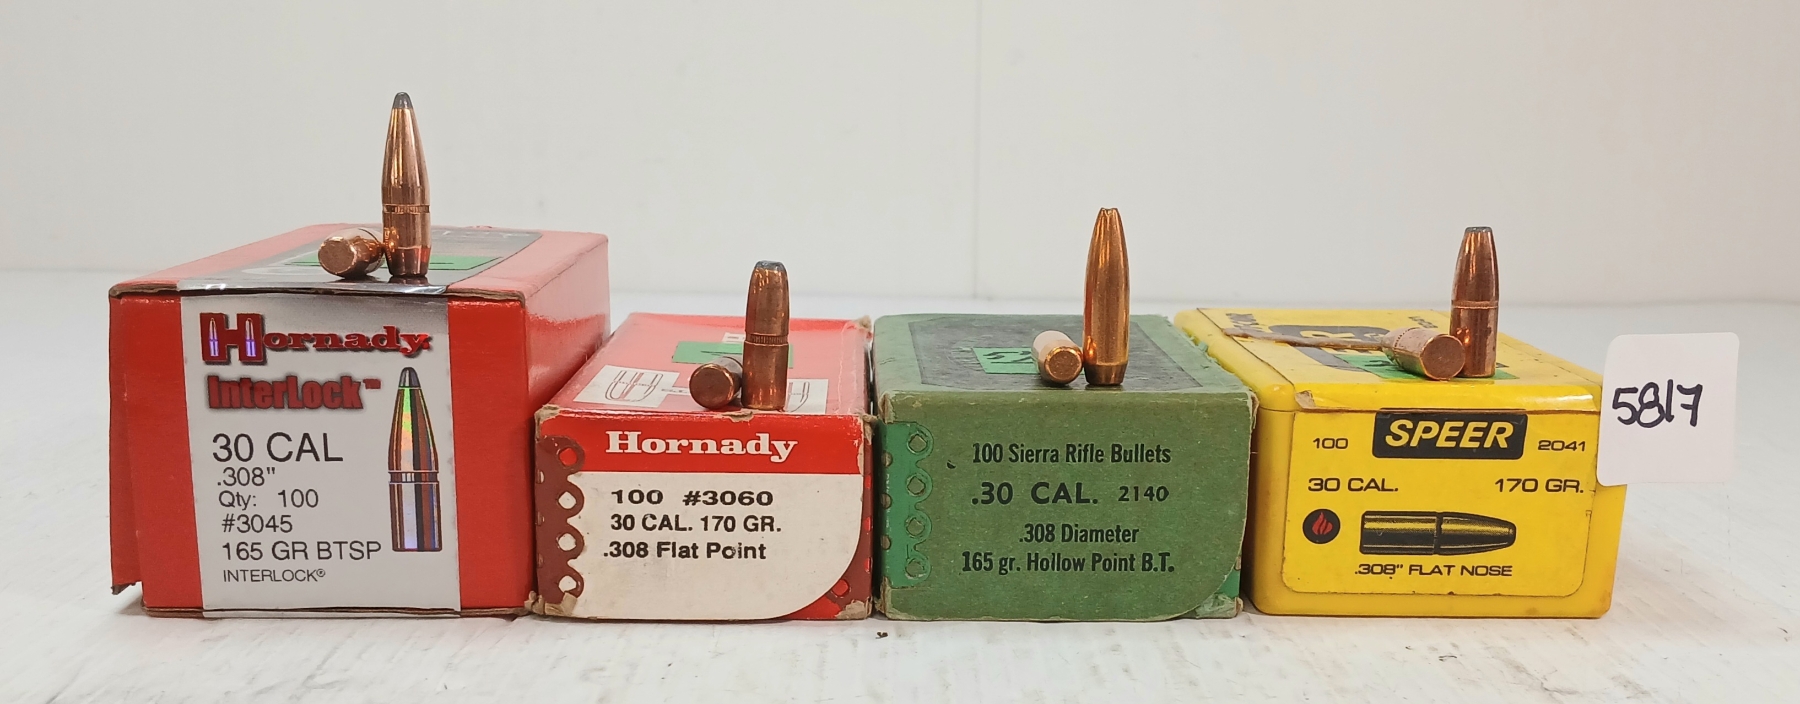 Hornady
InterLock™
30 CAL
.308"
Qty: 100
#3045
165 GR BTSP
INTERLOCK®
Hornady
100 #3060
30 CAL. 170 GR.
.308 Flat Point
100 Sierra Rifle Bullets
.30 CAL. 2140
.308 Diameter
165 gr. Hollow Point B.T.
100 SPEER 2041
30 CAL. 170 GR.
.308" FLAT NOSE
5817